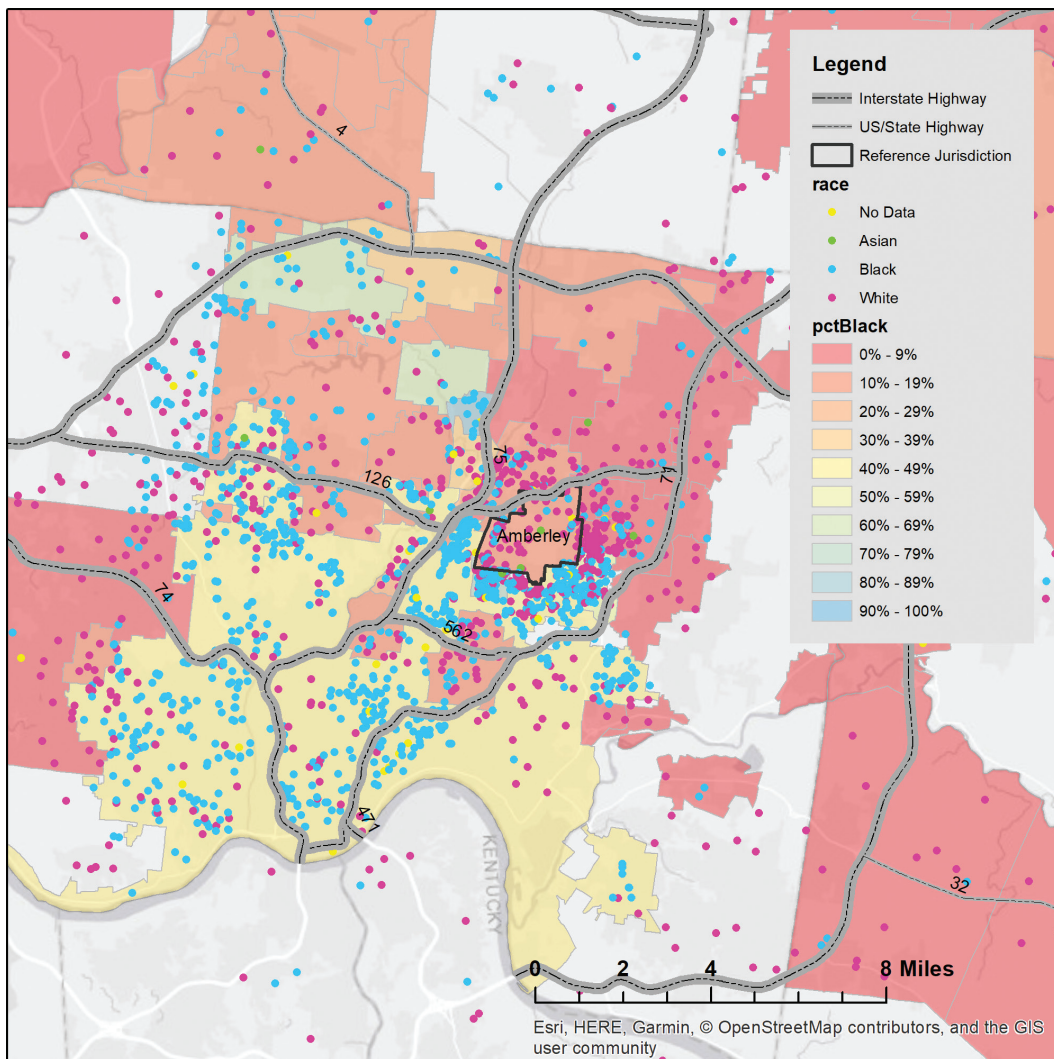 Legend
Interstate Highway
US/State Highway
Reference Jurisdiction
race
No Data
Asian
Black
White
pctBlack
0% - 9%
10% - 19%
20% - 29%
30% - 39%
40% - 49%
50% - 59%
60% - 69%
70% - 79%
80% - 89%
90% - 100%
4
75
126
71
Amberley
74
562
471
KENTUCKY
32
0 2 4 8 Miles
Esri, HERE, Garmin, © OpenStreetMap contributors, and the GIS
user community